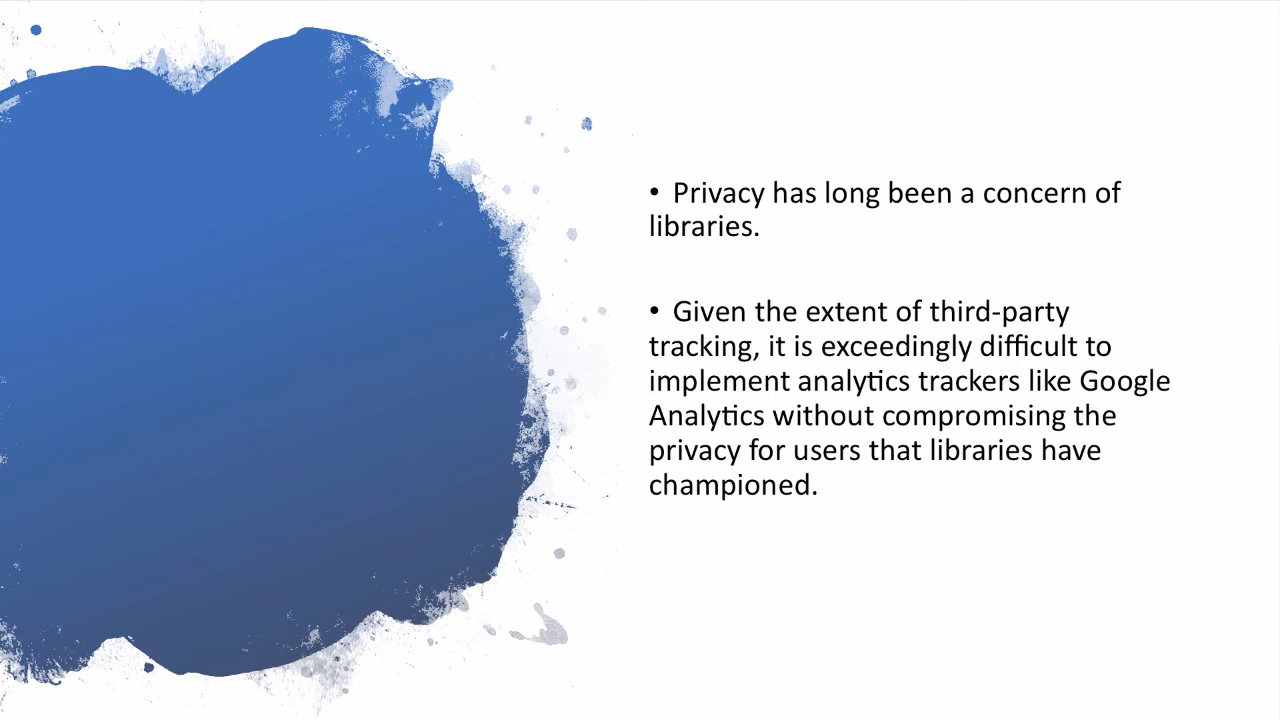 • Privacy has long been a concern of
libraries.
• Given the extent of third-party
tracking, it is exceedingly difficult to
implement analytics trackers like Google
Analytics without compromising the
privacy for users that libraries have
championed.